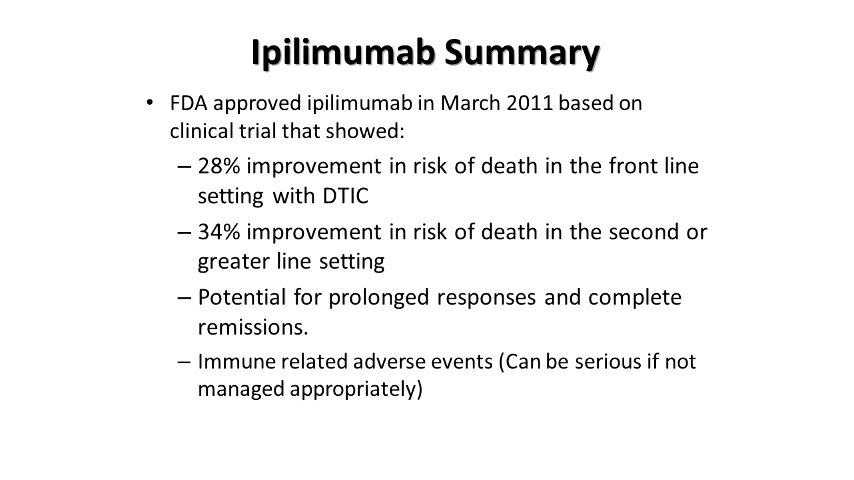 Ipilimumab Summary
• FDA approved ipilimumab in March 2011 based on
clinical trial that showed:
– 28% improvement in risk of death in the front line
setting with DTIC
– 34% improvement in risk of death in the second or
greater line setting
– Potential for prolonged responses and complete
remissions.
– Immune related adverse events (Can be serious if not
managed appropriately)